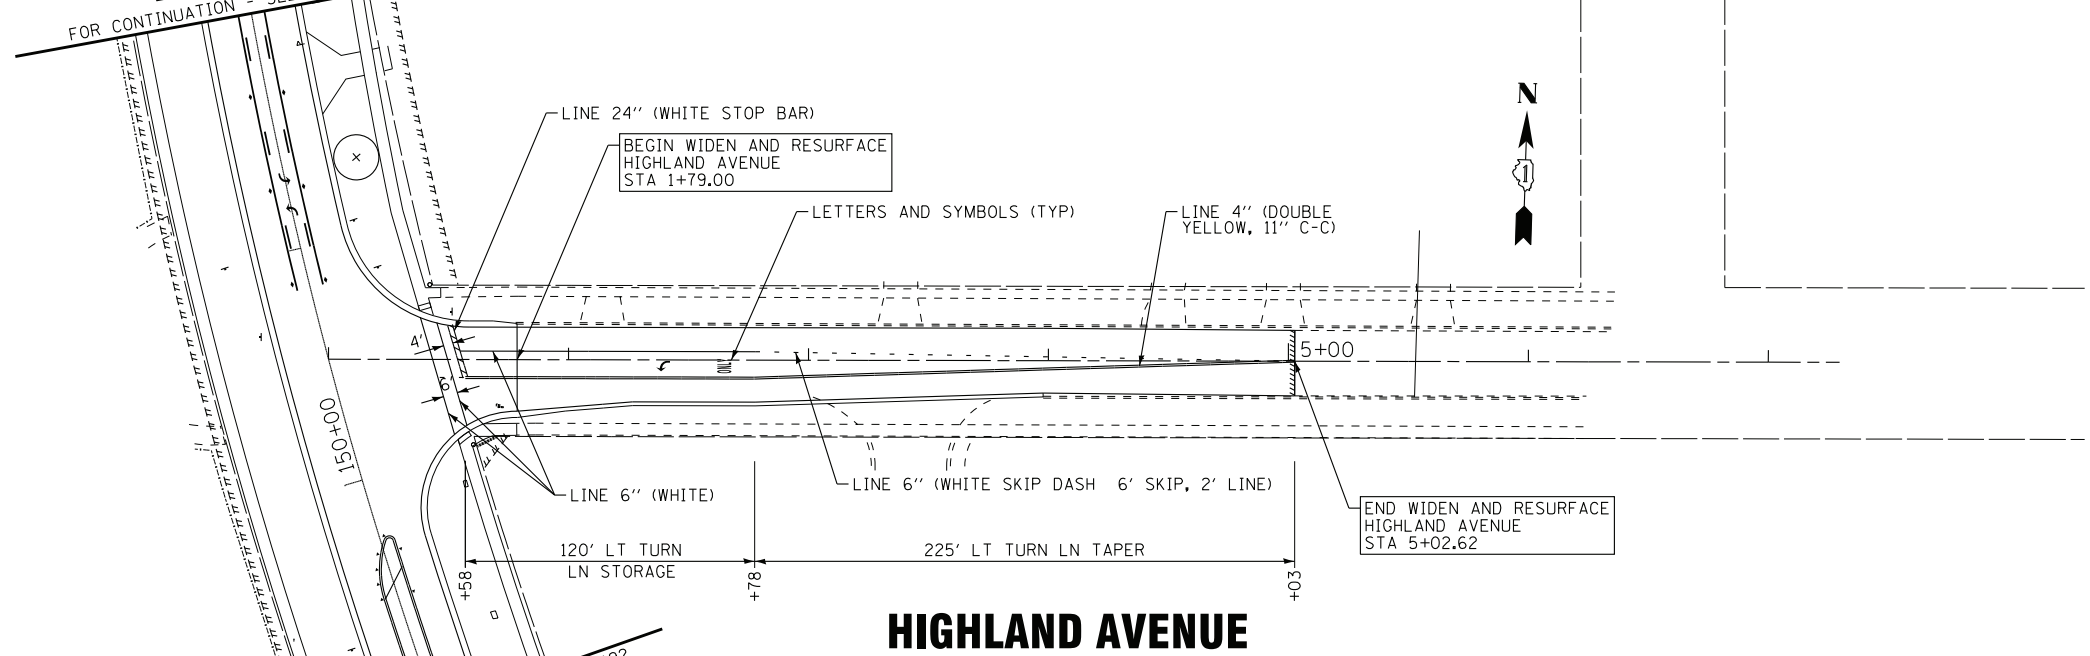 FOR CONTINUATION -
LINE 24'' (WHITE STOP BAR)
BEGIN WIDEN AND RESURFACE
HIGHLAND AVENUE
STA 1+79.00
LETTERS AND SYMBOLS (TYP)
LINE 4'' (DOUBLE
YELLOW, 11'' C-C)
N
1
4'
5+00
ONLY
6'
150+00
LINE 6'' (WHITE)
LINE 6'' (WHITE SKIP DASH 6' SKIP, 2' LINE)
END WIDEN AND RESURFACE
HIGHLAND AVENUE
STA 5+02.62
120' LT TURN
LN STORAGE
225' LT TURN LN TAPER
+58
+78
+03
HIGHLAND AVENUE